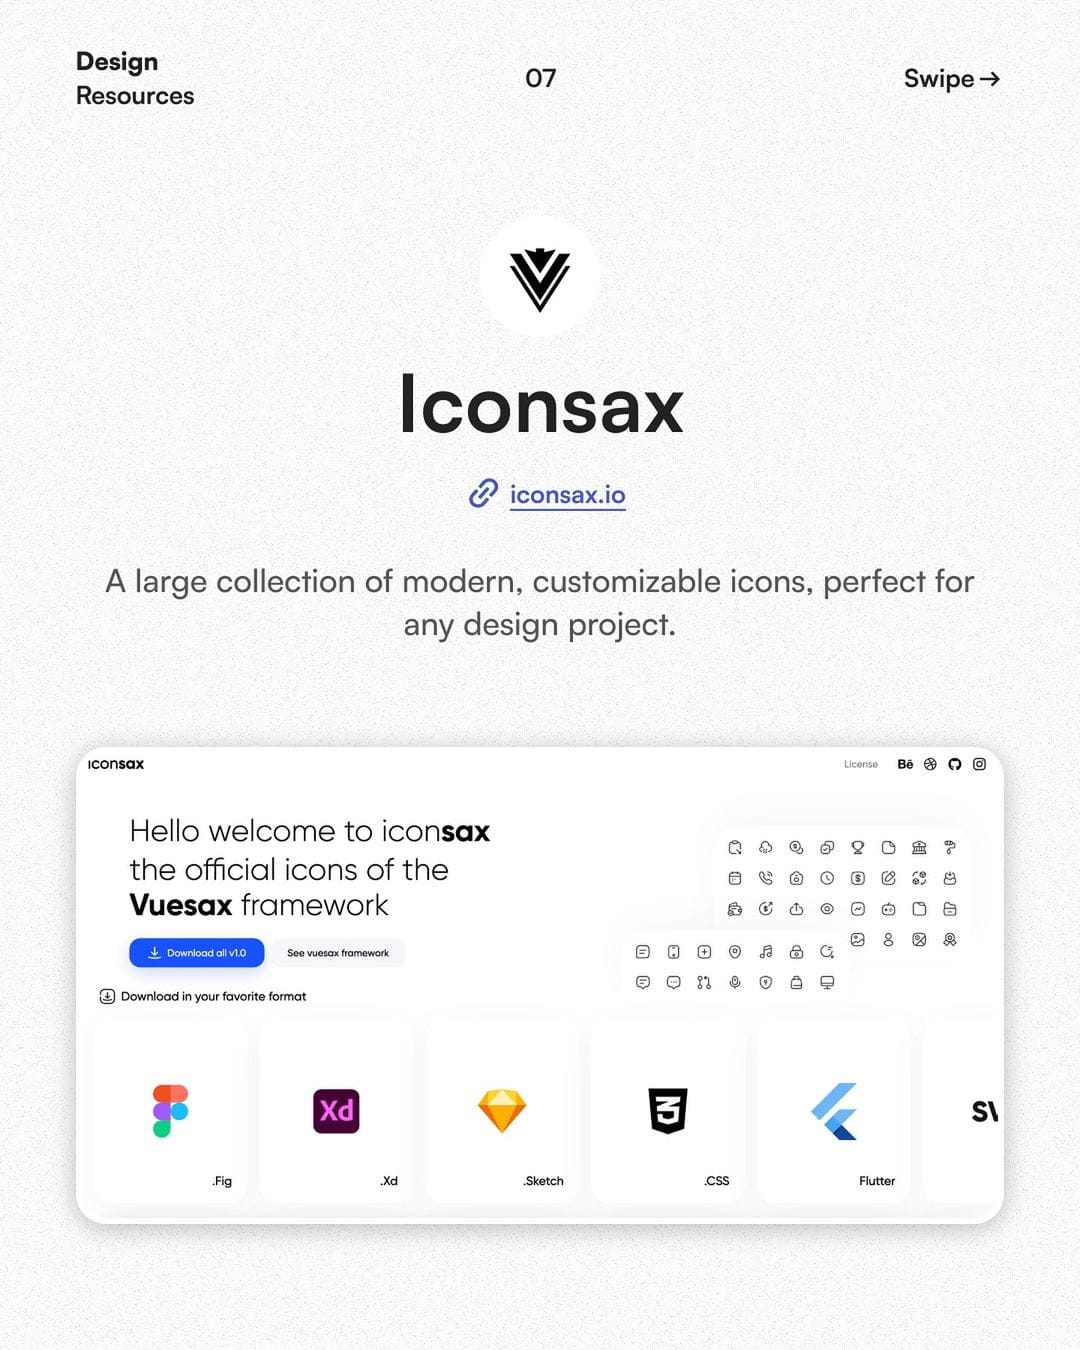 Design
Resources
07
Swipe →
Iconsax
iconsax.io
A large collection of modern, customizable icons, perfect for
any design project.
ıconsax
License
Bē
Hello welcome to iconsax
the official icons of the
Vuesax framework
Download all v1.0
See vuesax framework
Download in your favorite format
Xd
3
SV
.Fig
.Xd
.Sketch
.CSS
Flutter